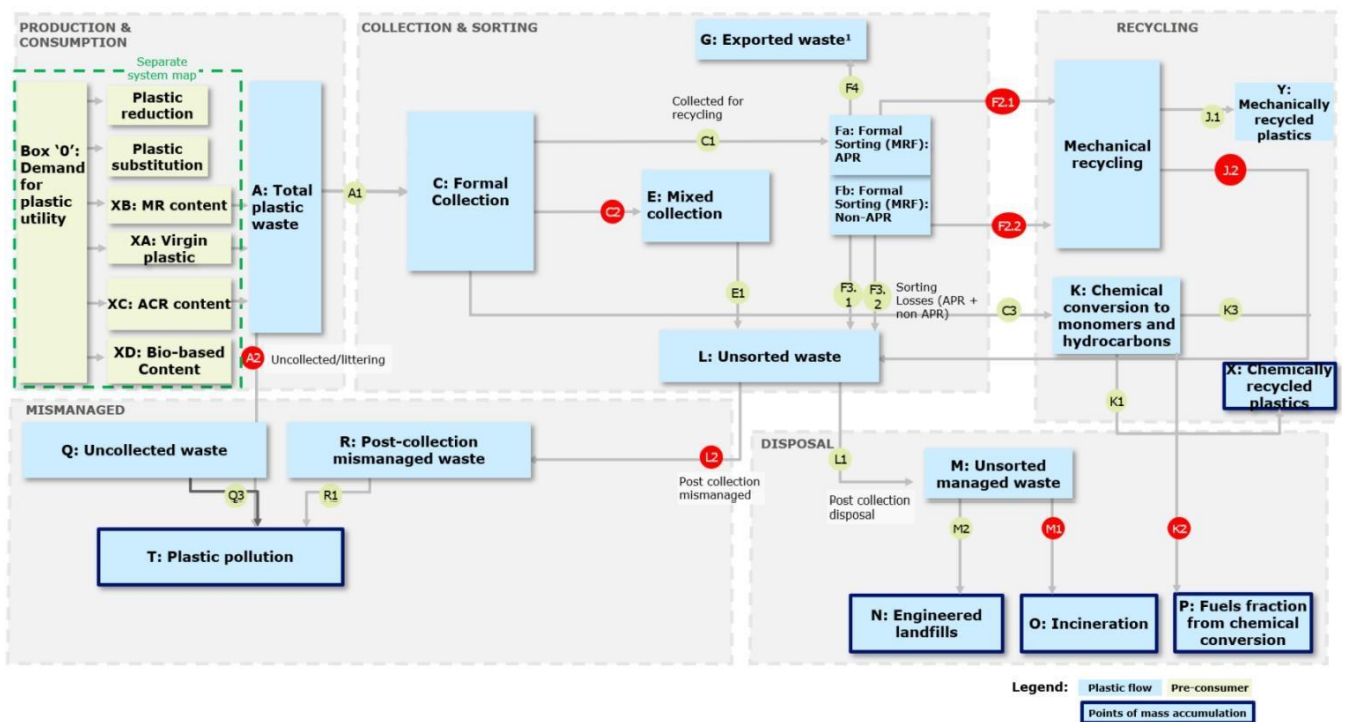 PRODUCTION &
CONSUMPTION
Separate
system map
Box ‘0’:
Demand
for
plastic
utility
Plastic
reduction
Plastic
substitution
XB: MR content
XA: Virgin
plastic
XC: ACR content
XD: Bio-based
Content
A: Total
plastic
waste
A1
A2
Uncollected/littering
COLLECTION & SORTING
G: Exported waste¹
F4
Collected for
recycling
C1
C: Formal
Collection
C2
E: Mixed
collection
E1
Fa: Formal
Sorting (MRF):
APR
Fb: Formal
Sorting (MRF):
Non-APR
F3.
1
F3.
2
Sorting
Losses (APR +
non APR)
L: Unsorted waste
F2.1
F2.2
C3
RECYCLING
Mechanical
recycling
J.1
Y:
Mechanically
recycled
plastics
J.2
K: Chemical
conversion to
monomers and
hydrocarbons
K3
K1
X: Chemically
recycled
plastics
MISMANAGED
Q: Uncollected waste
R: Post-collection
mismanaged waste
Q3
R1
T: Plastic pollution
L2
Post collection
mismanaged
L1
Post collection
disposal
DISPOSAL
M: Unsorted
managed waste
M2
M1
K2
N: Engineered
landfills
O: Incineration
P: Fuels fraction
from chemical
conversion
Legend:
Plastic flow
Pre-consumer
Points of mass accumulation